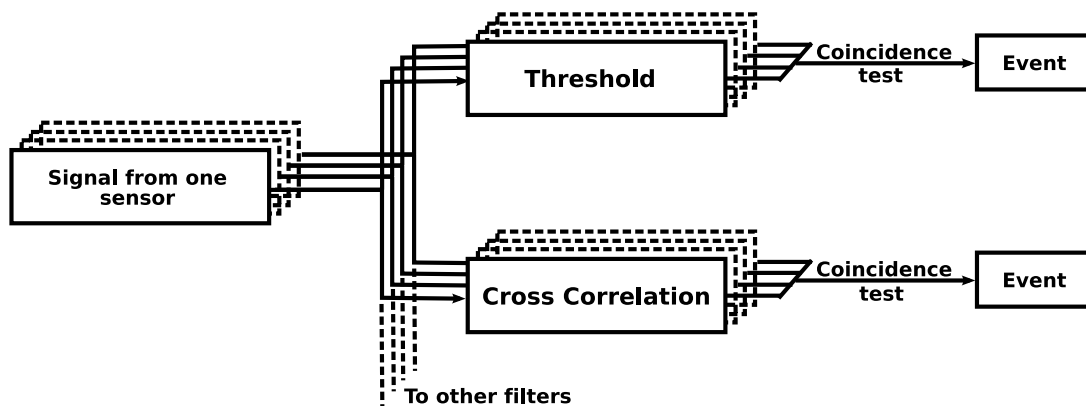 Threshold
Coincidence
test
Event
Signal from one
sensor
Cross Correlation
Coincidence
test
Event
To other filters